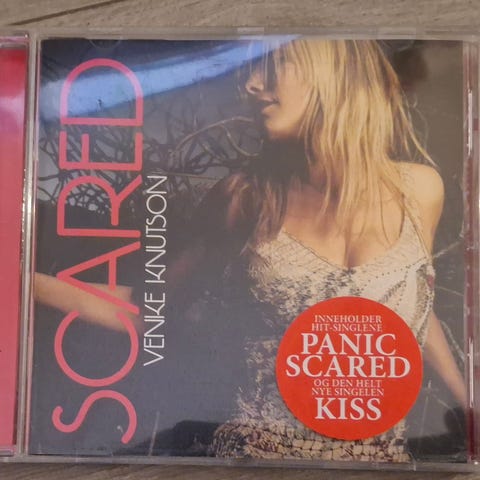 SCARED
VENKE KNUTSON
INNEHOLDER
HIT-SINGLENE
PANIC
SCARED
OG DEN HELT
NYE SINGELEN
KISS